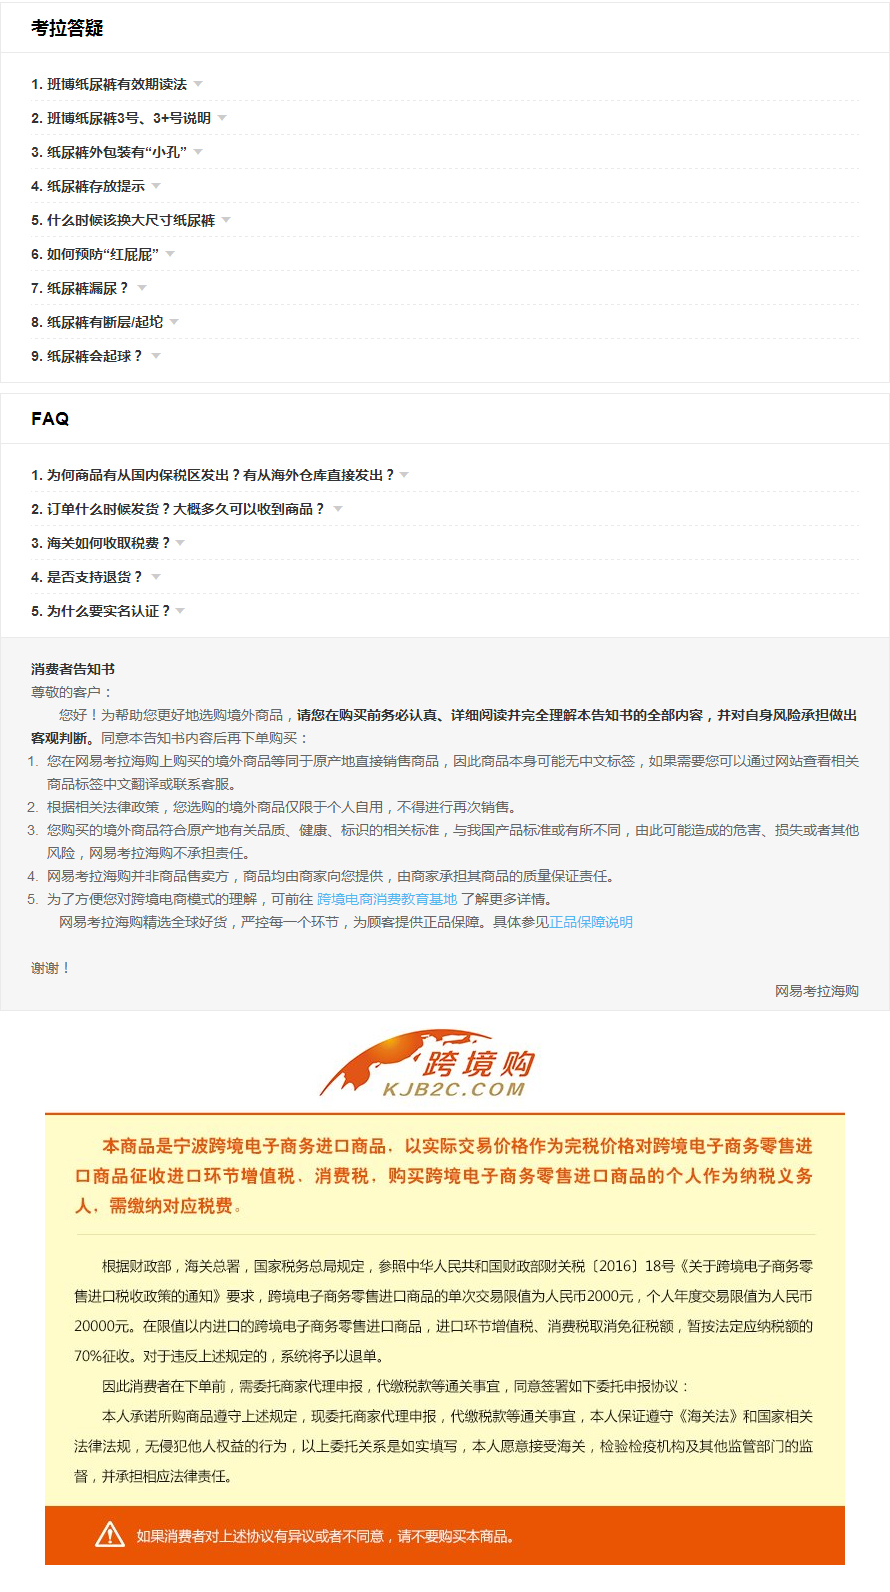 考拉答疑
1. 班博纸尿裤有效期读法
2. 班博纸尿裤3号、3+号说明
3. 纸尿裤外包装有“小孔”
4. 纸尿裤存放提示
5. 什么时候该换大尺寸纸尿裤
6. 如何预防“红屁屁”
7. 纸尿裤漏尿？
8. 纸尿裤有断层/起坨
9. 纸尿裤会起球？
FAQ
1. 为何商品有从国内保税区发出？有从海外仓库直接发出？
2. 订单什么时候发货？大概多久可以收到商品？
3. 海关如何收取税费？
4. 是否支持退货？
5. 为什么要实名认证？
消费者告知书
尊敬的客户：
您好！为帮助您更好地选购境外商品，请您在购买前务必认真、详细阅读并完全理解本告知书的全部内容，并对自身风险承担做出
客观判断。同意本告知书内容后再下单购买：
1. 您在网易考拉海购上购买的境外商品等同于原产地直接销售商品，因此商品本身可能无中文标签，如果需要您可以通过网站查看相关
商品标签中文翻译或联系客服。
2. 根据相关法律政策，您选购的境外商品仅限于个人自用，不得进行再次销售。
3. 您购买的境外商品符合原产地有关品质、健康、标识的相关标准，与我国产品标准或有所不同，由此可能造成的危害、损失或者其他
风险，网易考拉海购不承担责任。
4. 网易考拉海购并非商品售卖方，商品均由商家向您提供，由商家承担其商品的质量保证责任。
5. 为了方便您对跨境电商模式的理解，可前往 跨境电商消费教育基地 了解更多详情。
网易考拉海购精选全球好货，严控每一个环节，为顾客提供正品保障。具体参见正品保障说明
谢谢！
网易考拉海购
跨境购
KJB2C.COM
本商品是宁波跨境电子商务进口商品，以实际交易价格作为完税价格对跨境电子商务零售进
口商品征收进口环节增值税、消费税，购买跨境电子商务零售进口商品的个人作为纳税义务
人，需缴纳对应税费。
根据财政部，海关总署，国家税务总局规定，参照中华人民共和国财政部财关税〔2016〕18号《关于跨境电子商务零
售进口税收政策的通知》要求，跨境电子商务零售进口商品的单次交易限值为人民币2000元，个人年度交易限值为人民币
20000元。在限值以内进口的跨境电子商务零售进口商品，进口环节增值税、消费税取消免征税额，暂按法定应纳税额的
70%征收。对于违反上述规定的，系统将予以退单。
因此消费者在下单前，需委托商家代理申报，代缴税款等通关事宜，同意签署如下委托申报协议：
本人承诺所购商品遵守上述规定，现委托商家代理申报，代缴税款等通关事宜，本人保证遵守《海关法》和国家相关
法律法规，无侵犯他人权益的行为，以上委托关系是如实填写，本人愿意接受海关，检验检疫机构及其他监管部门的监
督，并承担相应法律责任。
如果消费者对上述协议有异议或者不同意，请不要购买本商品。